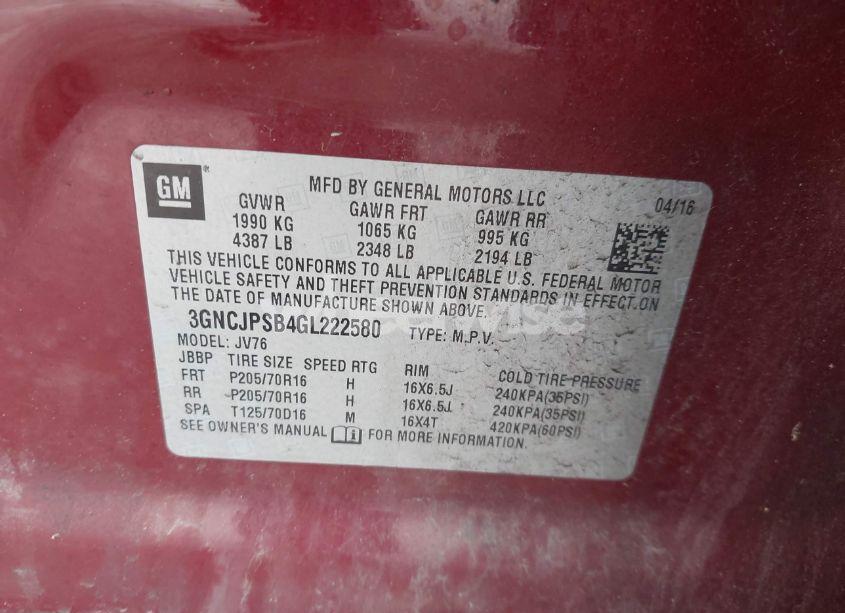 GM
MFD BY GENERAL MOTORS LLC 04/16
GVWR GAWR FRT GAWR RR
1990 KG 1065 KG 995 KG
4387 LB 2348 LB 2194 LB
THIS VEHICLE CONFORMS TO ALL APPLICABLE U.S. FEDERAL MOTOR
VEHICLE SAFETY AND THEFT PREVENTION STANDARDS IN EFFECT ON
THE DATE OF MANUFACTURE SHOWN ABOVE.
3GNCJPSB4GL222580 TYPE: M.P.V.
MODEL: JV76
JBBP TIRE SIZE SPEED RTG RIM COLD TIRE PRESSURE
FRT P205/70R16 H 16X6.5J 240KPA(35PSI)
RR P205/70R16 H 16X6.5J 240KPA(35PSI)
SPA T125/70D16 M 16X4T 420KPA(60PSI)
SEE OWNER'S MANUAL FOR MORE INFORMATION.